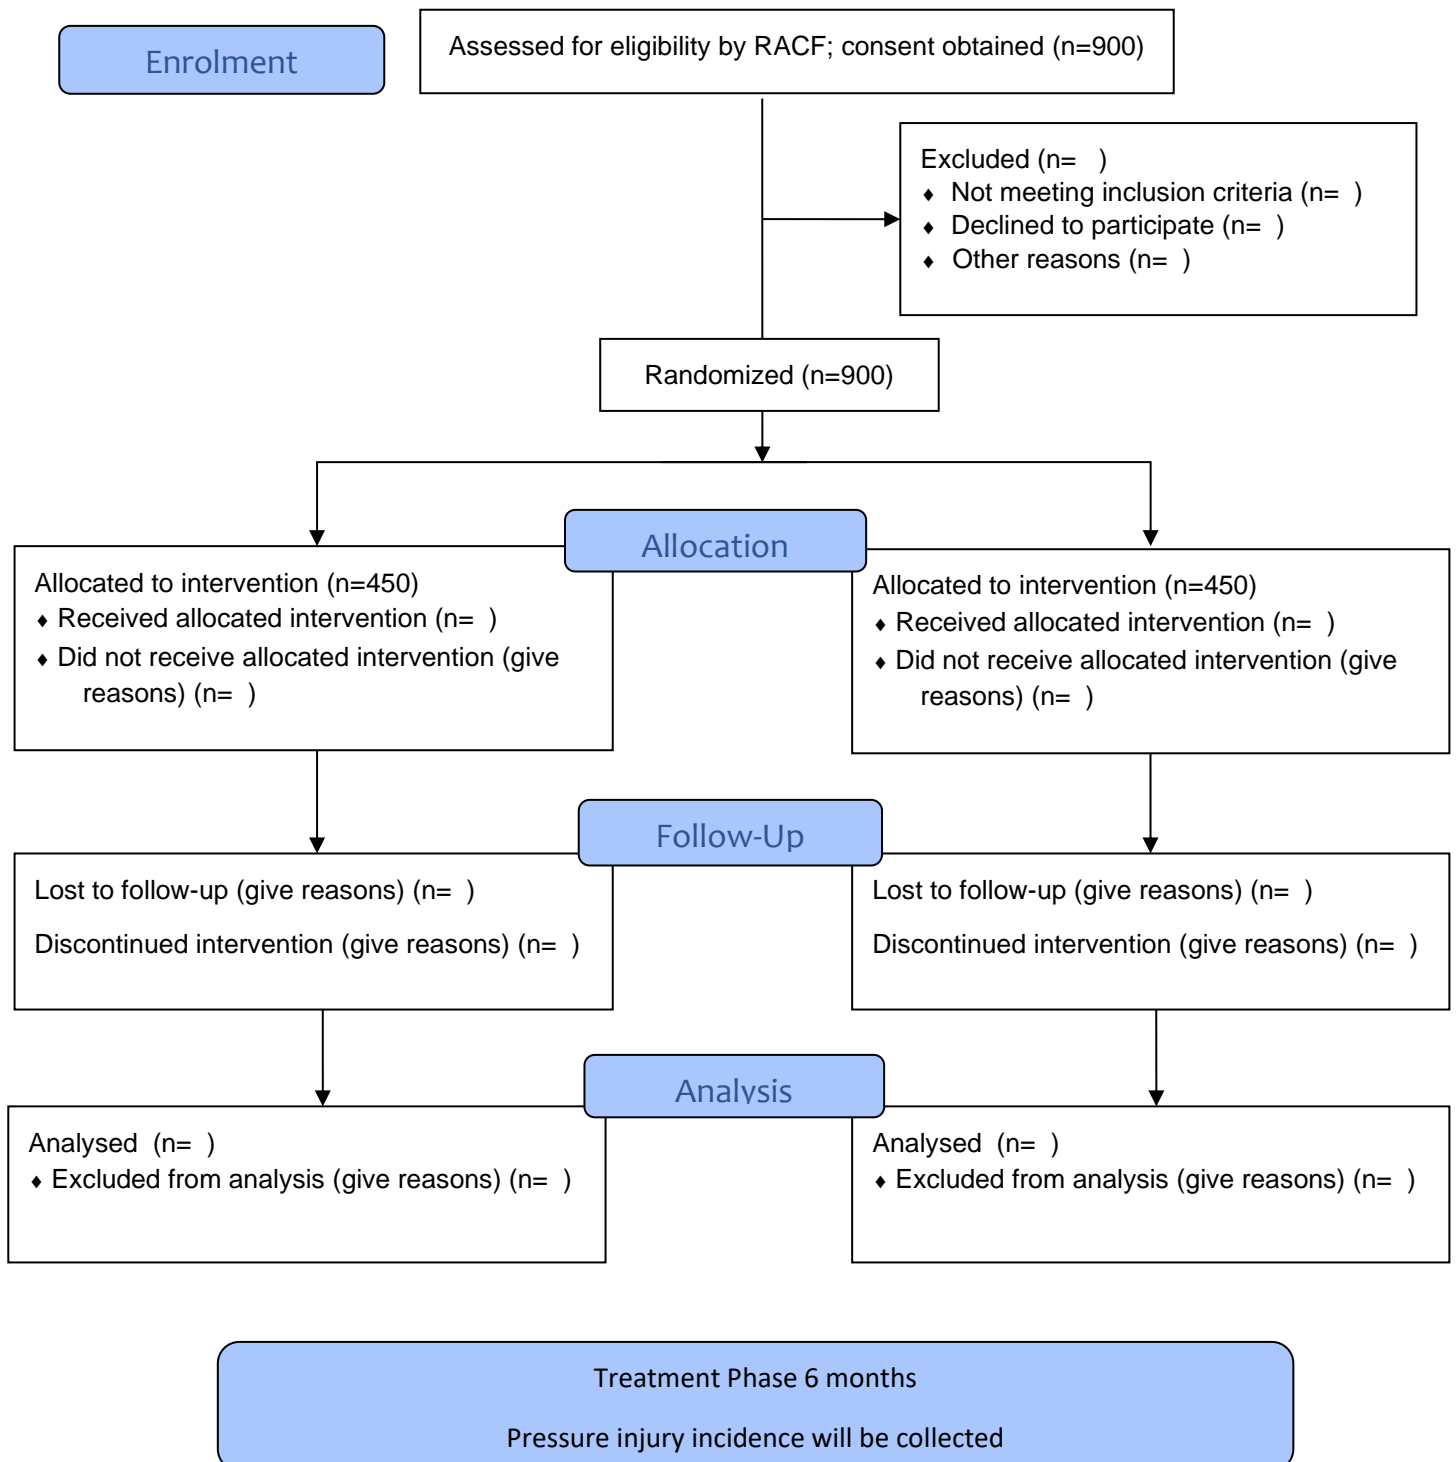 Enrolment
Assessed for eligibility by RACF; consent obtained (n=900)
Excluded (n=  )
♦ Not meeting inclusion criteria (n=  )
♦ Declined to participate (n=  )
♦ Other reasons (n=  )
Randomized (n=900)
Allocation
Allocated to intervention (n=450)
♦ Received allocated intervention (n=  )
♦ Did not receive allocated intervention (give
reasons) (n=  )
Allocated to intervention (n=450)
♦ Received allocated intervention (n=  )
♦ Did not receive allocated intervention (give
reasons) (n=  )
Follow-Up
Lost to follow-up (give reasons) (n=  )
Discontinued intervention (give reasons) (n=  )
Lost to follow-up (give reasons) (n=  )
Discontinued intervention (give reasons) (n=  )
Analysis
Analysed  (n=  )
♦ Excluded from analysis (give reasons) (n=  )
Analysed  (n=  )
♦ Excluded from analysis (give reasons) (n=  )
Treatment Phase 6 months
Pressure injury incidence will be collected